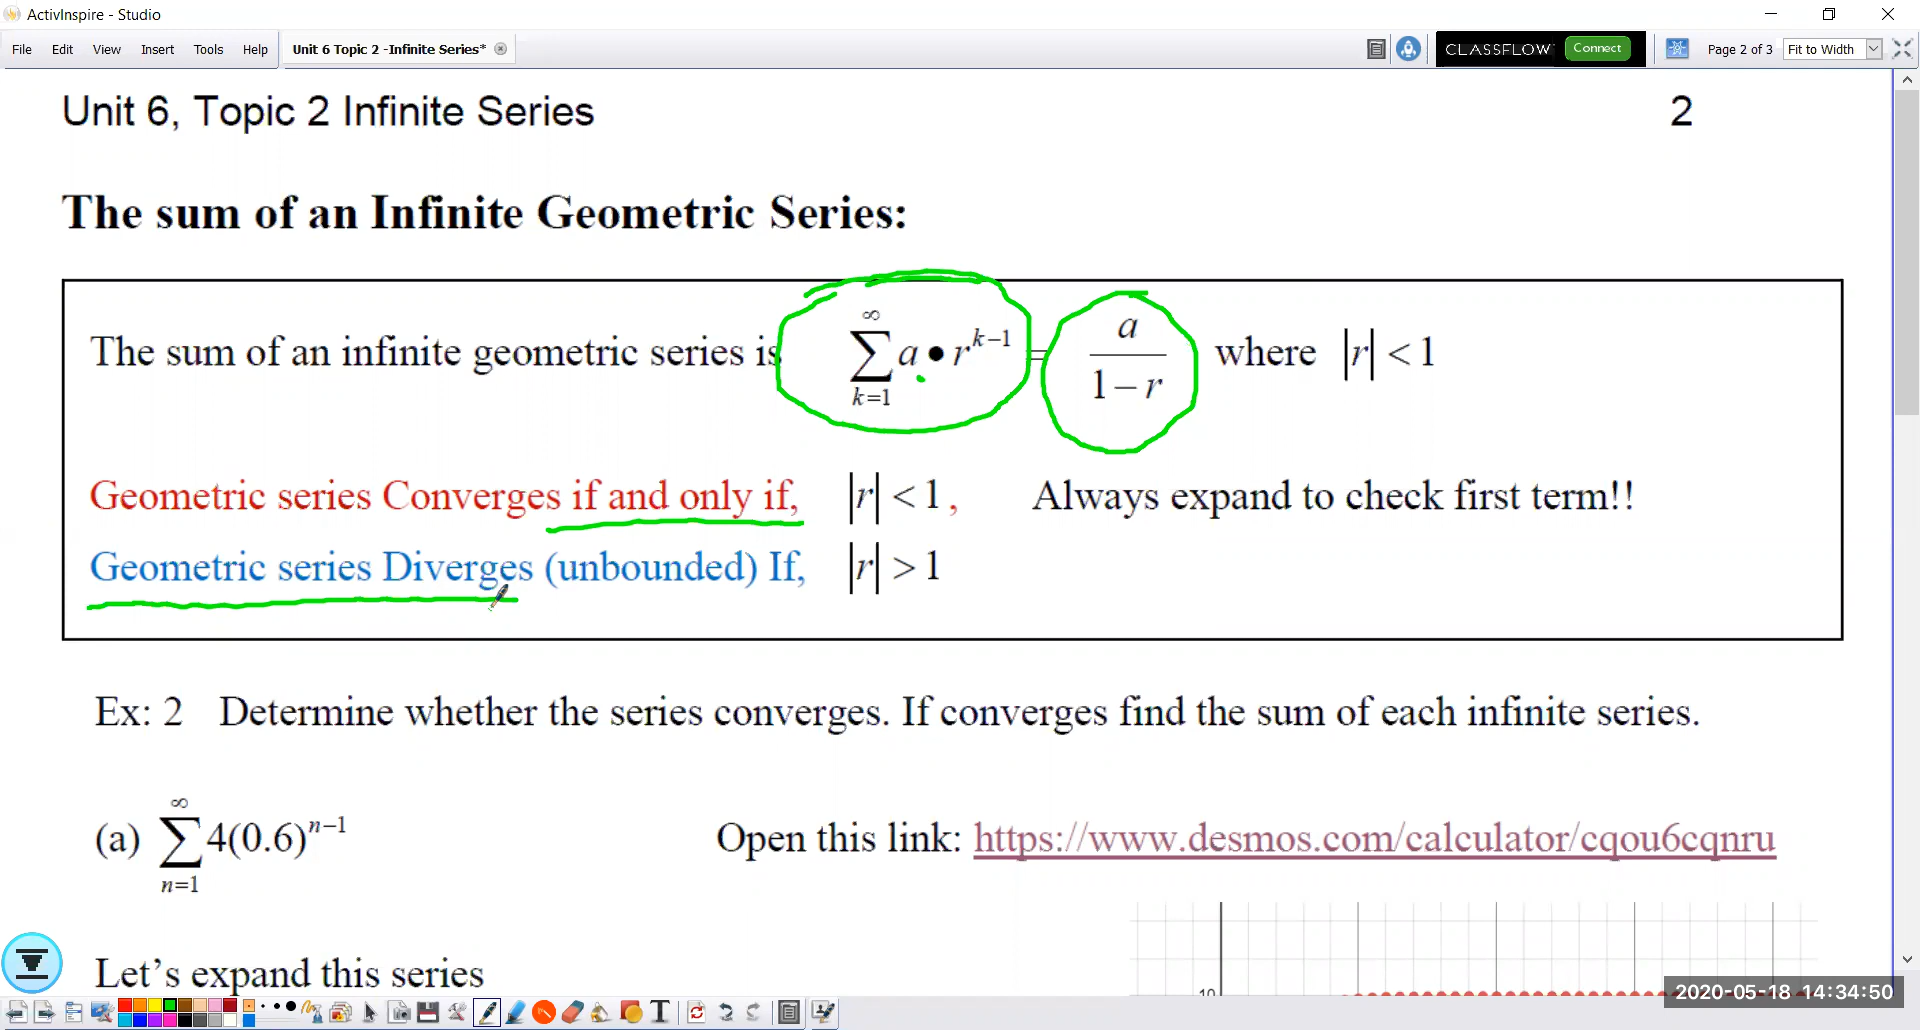 ActivInspire - Studio
File Edit View Insert Tools Help Unit 6 Topic 2 -Infinite Series* CLASSFLOW Connect Page 2 of 3 Fit to Width
Unit 6, Topic 2 Infinite Series 2
The sum of an Infinite Geometric Series:
The sum of an infinite geometric series is ∞∑k=1 a • r^k−1 = a/1−r where |r| < 1
Geometric series Converges if and only if, |r| < 1, Always expand to check first term!!
Geometric series Diverges (unbounded) If, |r| > 1
Ex: 2 Determine whether the series converges. If converges find the sum of each infinite series.
(a) ∞∑n=1 4(0.6)^n−1 Open this link: https://www.desmos.com/calculator/cqou6cqnru
Let’s expand this series
10
2020-05-18 14:34:50